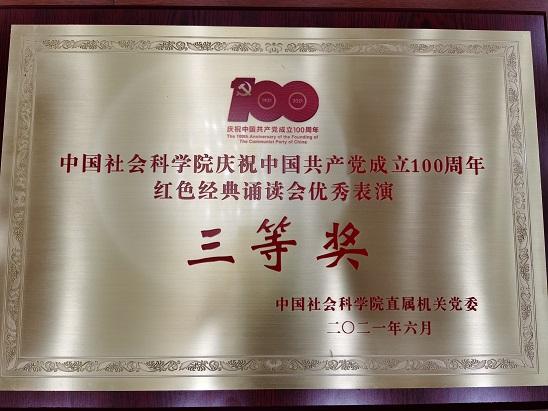 100
1921 2021
庆祝中国共产党成立100周年
The 100th Anniversary of the Founding of
The Communist Party of China
中国社会科学院庆祝中国共产党成立100周年
红色经典诵读会优秀表演
三等奖
中国社会科学院直属机关党委
二〇二一年六月